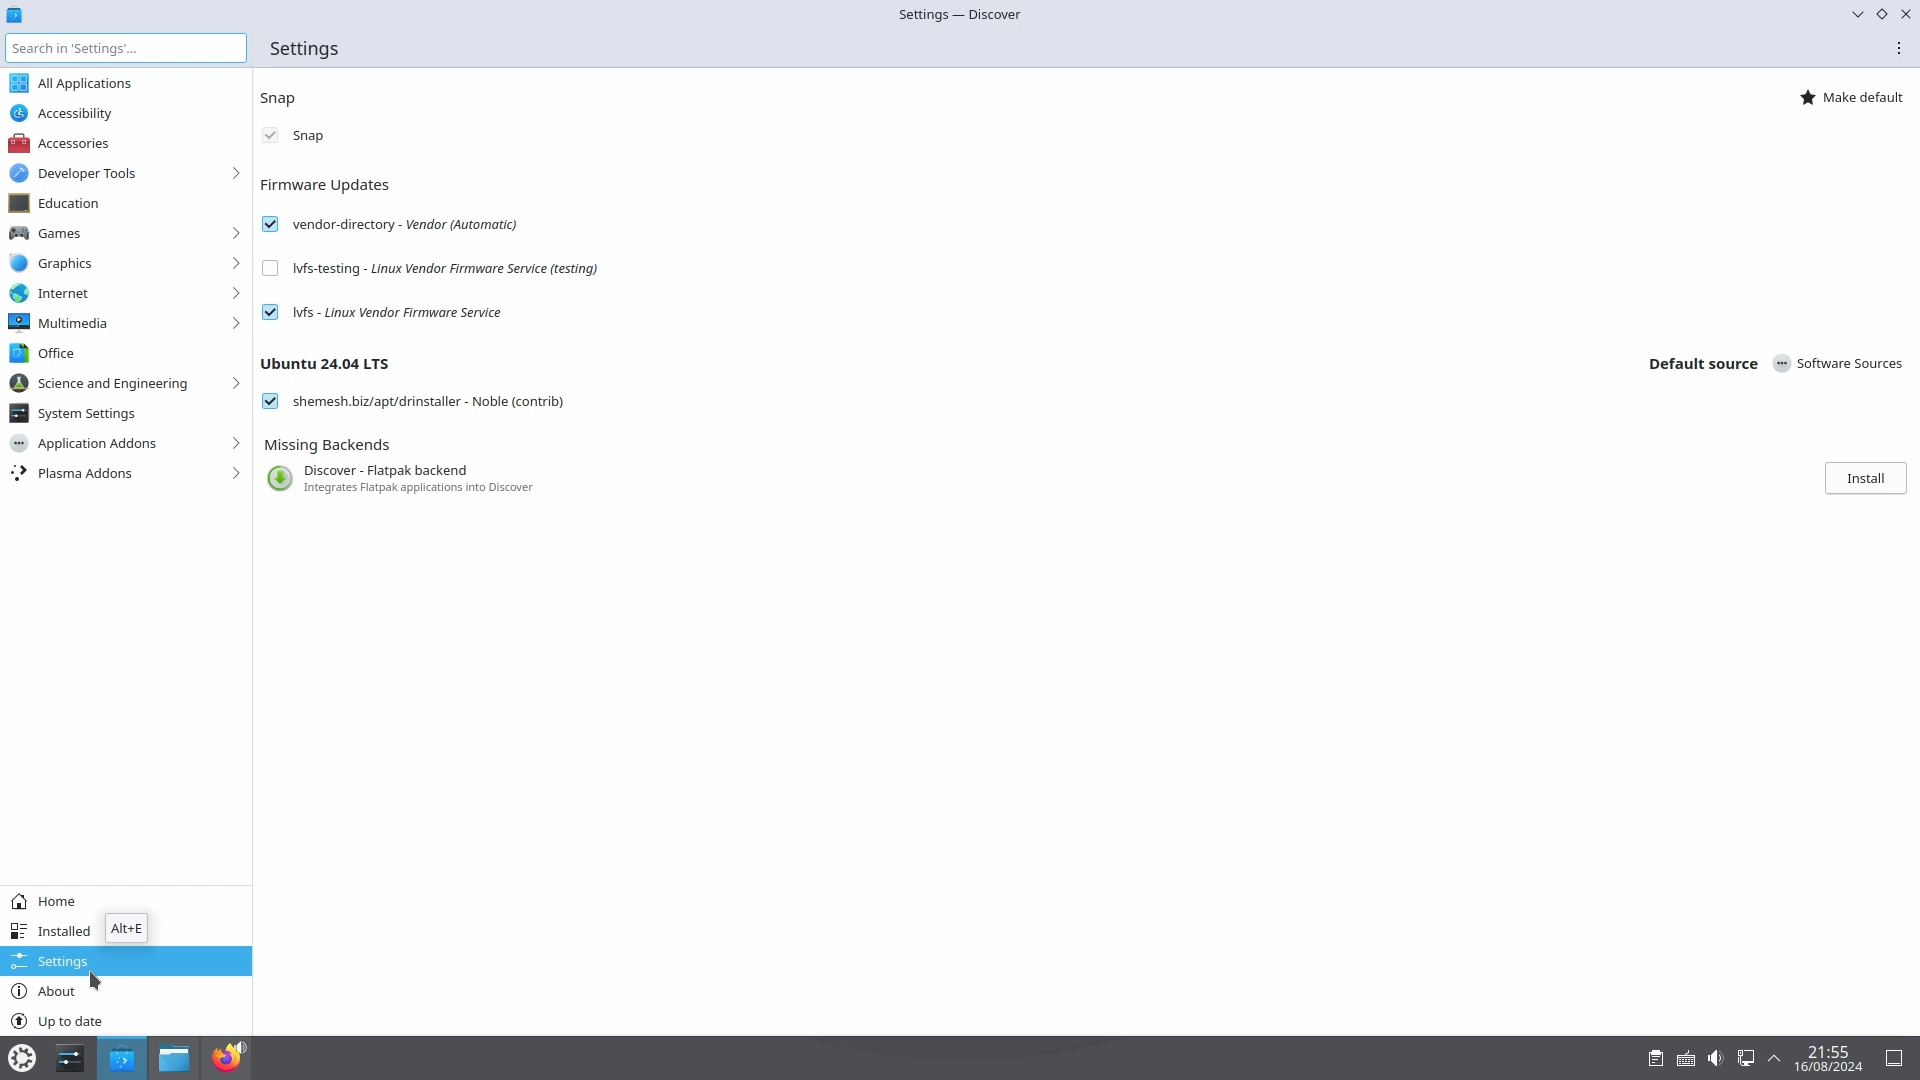 Settings — Discover
Search in 'Settings'...
Settings
All Applications
Accessibility
Accessories
Developer Tools
Education
Games
Graphics
Internet
Multimedia
Office
Science and Engineering
System Settings
Application Addons
Plasma Addons
Home
Installed
Alt+E
Settings
About
Up to date
Snap
Make default
Snap
Firmware Updates
vendor-directory - Vendor (Automatic)
lvfs-testing - Linux Vendor Firmware Service (testing)
lvfs - Linux Vendor Firmware Service
Ubuntu 24.04 LTS
Default source
Software Sources
shemesh.biz/apt/drinstaller - Noble (contrib)
Missing Backends
Discover - Flatpak backend
Integrates Flatpak applications into Discover
Install
21:55
16/08/2024